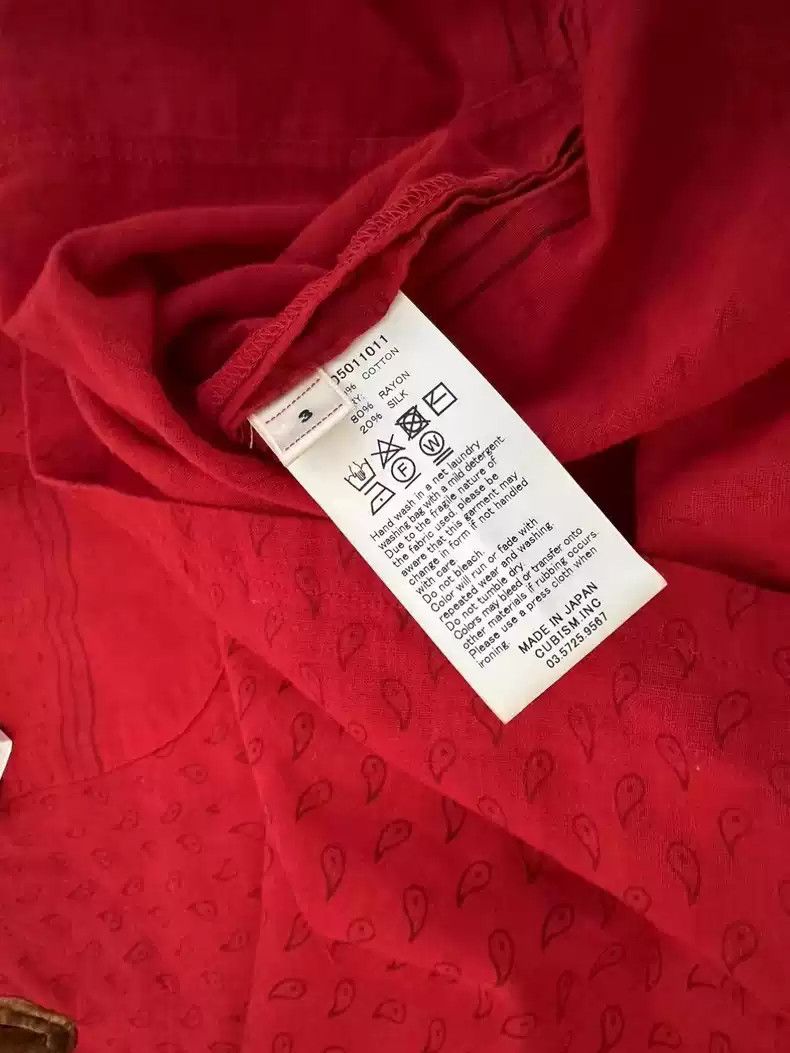 3
05011011
% COTTON
80% RAYON
20% SILK
F W
Hand wash in a net laundry
washing bag with a mild detergent
Due to the fragile nature of
the fabric used, please be
aware that this garment may
change in form if not handled
with care.
Do not bleach.
Color will run or fade with
repeated wear and washing.
Do not tumble dry.
Colors may bleed or transfer onto
other materials if rubbing occurs.
Please use a press cloth when
ironing.
MADE IN JAPAN
CUBISM.INC
03.5725.9567